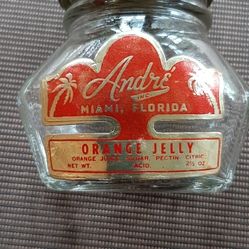 André
INC
MIAMI, FLORIDA
ORANGE JELLY
ORANGE JUICE, SUGAR, PECTIN CITRIC
NET WT. ACID. 2½ OZ